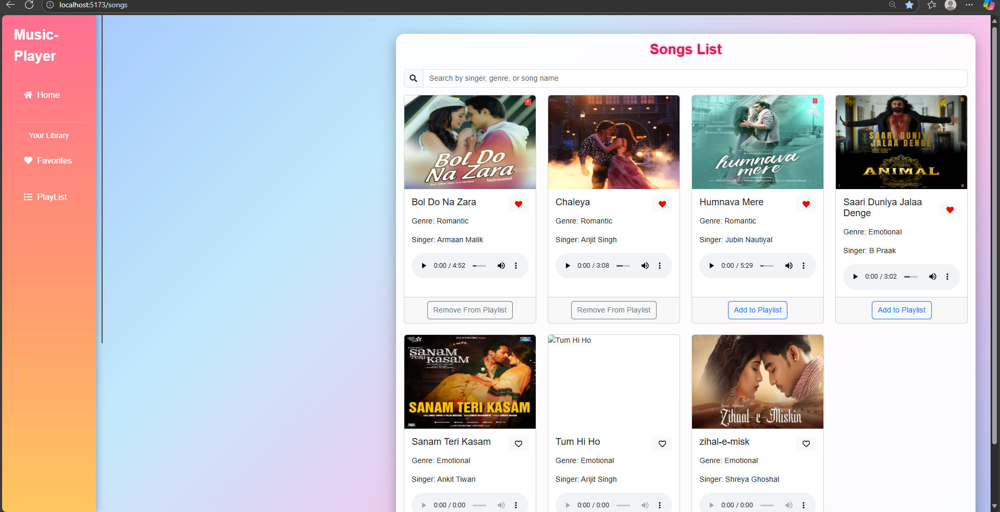 localhost:5173/songs
Music-
Player
Home
Your Library
Favorites
PlayList
Songs List
Search by singer, genre, or song name
Bol Do
Na Zara
Instrumental
Bol Do Na Zara
Genre: Romantic
Singer: Armaan Malik
0:00 / 4:52
Remove From Playlist
Chaleya
Genre: Romantic
Singer: Arijit Singh
0:00 / 3:08
Remove From Playlist
JUBIN NAUTIYAL
humnava
mere
JUBIN NAUTIYAL
Humnava Mere
Genre: Romantic
Singer: Jubin Nautiyal
0:00 / 5:29
Add to Playlist
SAARI DUNIYA
JALAA DENGE
ANIMAL
Saari Duniya Jalaa
Denge
Genre: Emotional
Singer: B Praak
0:00 / 3:02
Add to Playlist
EROS
SANAM
TERI KASAM
SANAM TERI KASAM
Sanam Teri Kasam
Genre: Emotional
Singer: Ankit Tiwari
0:00 / 0:00
Tum Hi Ho
Tum Hi Ho
Genre: Emotional
Singer: Arijit Singh
0:00 / 0:00
Javed - Mohsin
Zihaal-e-Miskin
zihal-e-misk
Genre: Emotional
Singer: Shreya Ghoshal
0:00 / 0:00